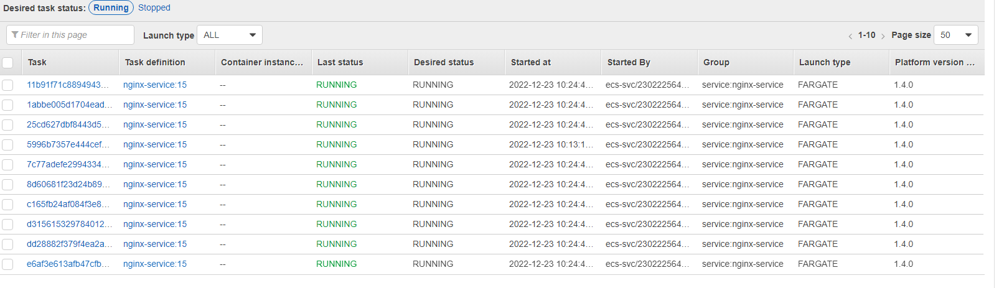 Desired task status: Running Stopped
Filter in this page Launch type ALL < 1-10 > Page size 50
Task Task definition Container instanc... Last status Desired status Started at Started By Group Launch type Platform version ...
11b91f71c8894943... nginx-service:15 -- RUNNING RUNNING 2022-12-23 10:24:4... ecs-svc/230222564... service:nginx-service FARGATE 1.4.0
1abbe005d1704ead... nginx-service:15 -- RUNNING RUNNING 2022-12-23 10:24:4... ecs-svc/230222564... service:nginx-service FARGATE 1.4.0
25cd627dbf8443d5... nginx-service:15 -- RUNNING RUNNING 2022-12-23 10:24:4... ecs-svc/230222564... service:nginx-service FARGATE 1.4.0
5996b7357e444cef... nginx-service:15 -- RUNNING RUNNING 2022-12-23 10:13:1... ecs-svc/230222564... service:nginx-service FARGATE 1.4.0
7c77adefe2994334... nginx-service:15 -- RUNNING RUNNING 2022-12-23 10:24:4... ecs-svc/230222564... service:nginx-service FARGATE 1.4.0
8d60681f23d24b89... nginx-service:15 -- RUNNING RUNNING 2022-12-23 10:24:4... ecs-svc/230222564... service:nginx-service FARGATE 1.4.0
c165fb24af084f3e8... nginx-service:15 -- RUNNING RUNNING 2022-12-23 10:24:4... ecs-svc/230222564... service:nginx-service FARGATE 1.4.0
d315615329784012... nginx-service:15 -- RUNNING RUNNING 2022-12-23 10:24:4... ecs-svc/230222564... service:nginx-service FARGATE 1.4.0
dd28882f379f4ea2a... nginx-service:15 -- RUNNING RUNNING 2022-12-23 10:24:4... ecs-svc/230222564... service:nginx-service FARGATE 1.4.0
e6af3e613afb47cfb... nginx-service:15 -- RUNNING RUNNING 2022-12-23 10:24:4... ecs-svc/230222564... service:nginx-service FARGATE 1.4.0